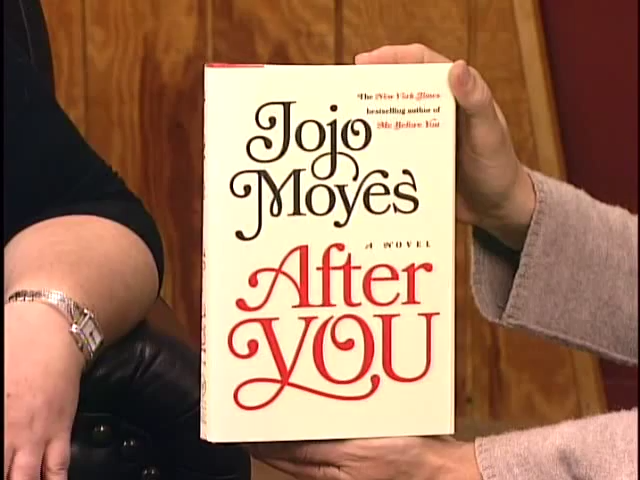 The New York Times
bestselling author of
Me Before You
Jojo
Moyes
A NOVEL
After
YOU